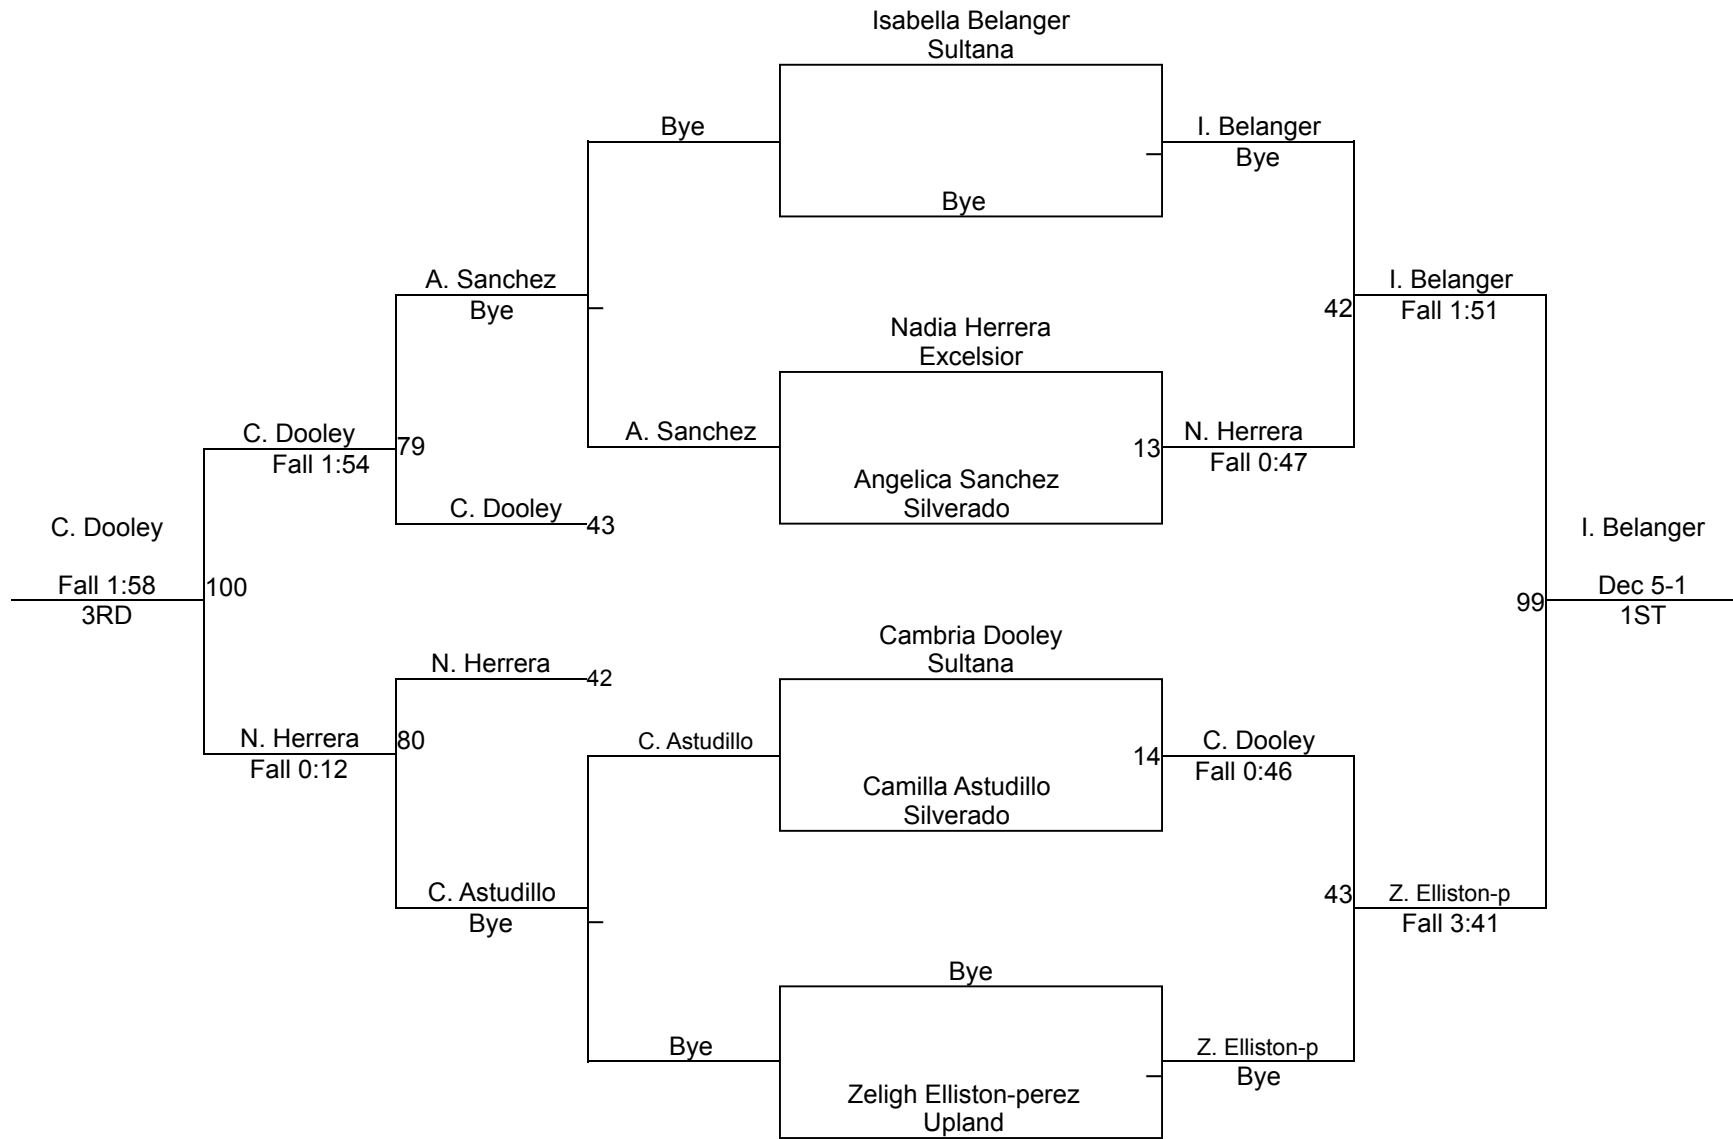 Isabella Belanger
Sultana
Bye
I. Belanger
Bye
Bye
A. Sanchez
Bye
I. Belanger
Fall 1:51
42
Nadia Herrera
Excelsior
C. Dooley
Fall 1:54
79
A. Sanchez
13
N. Herrera
Fall 0:47
Angelica Sanchez
Silverado
C. Dooley
43
C. Dooley
Fall 1:58
3RD
100
I. Belanger
Dec 5-1
1ST
99
Cambria Dooley
Sultana
N. Herrera
42
N. Herrera
Fall 0:12
80
C. Astudillo
14
C. Dooley
Fall 0:46
Camilla Astudillo
Silverado
C. Astudillo
Bye
43
Z. Elliston-p
Fall 3:41
Bye
Bye
Z. Elliston-p
Bye
Zeligh Elliston-perez
Upland